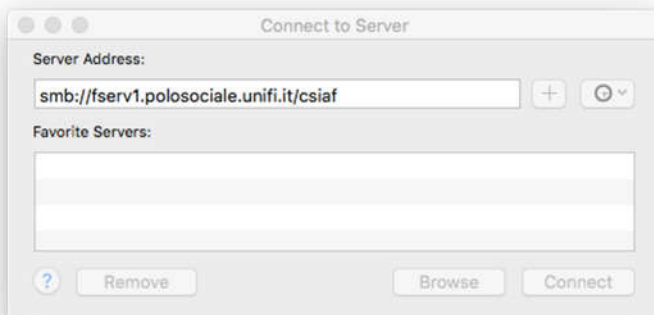 Connect to Server
Server Address:
smb://fserv1.polosociale.unifi.it/csiaf
Favorite Servers:
? Remove Browse Connect